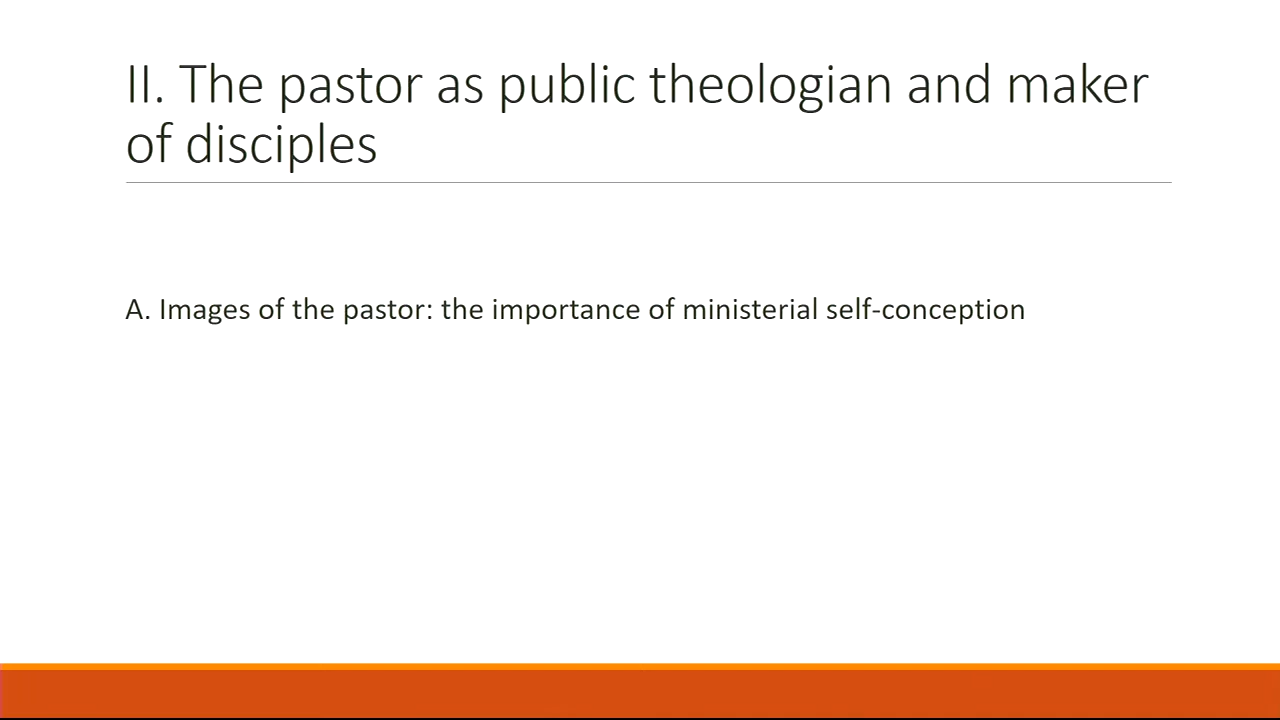 II. The pastor as public theologian and maker
of disciples
A. Images of the pastor: the importance of ministerial self-conception